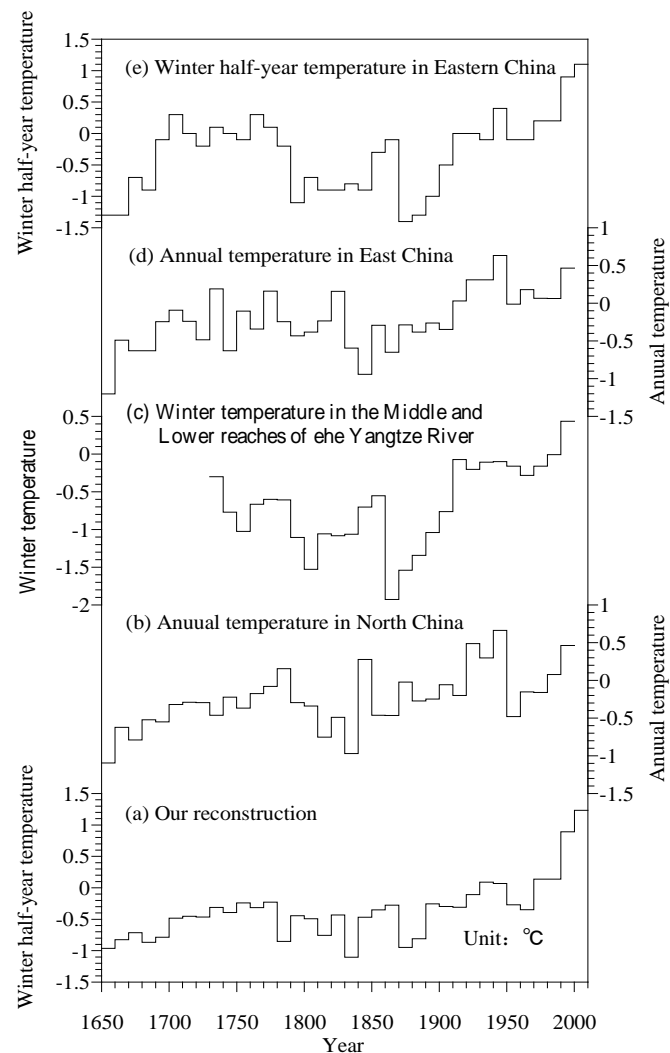 1.5
1
0.5
0
-0.5
-1
-1.5
Winter half-year temperature
(e) Winter half-year temperature in Eastern China
1
0.5
0
-0.5
-1
-1.5
Anuual temperature
(d) Annual temperature in East China
0.5
0
-0.5
-1
-1.5
-2
Winter temperature
(c) Winter temperature in the Middle and
Lower reaches of ehe Yangtze River
1
0.5
0
-0.5
-1
-1.5
Anuual temperature
(b) Anuual temperature in North China
1.5
1
0.5
0
-0.5
-1
-1.5
Winter half-year temperature
(a) Our reconstruction
Unit: °C
1650 1700 1750 1800 1850 1900 1950 2000
Year